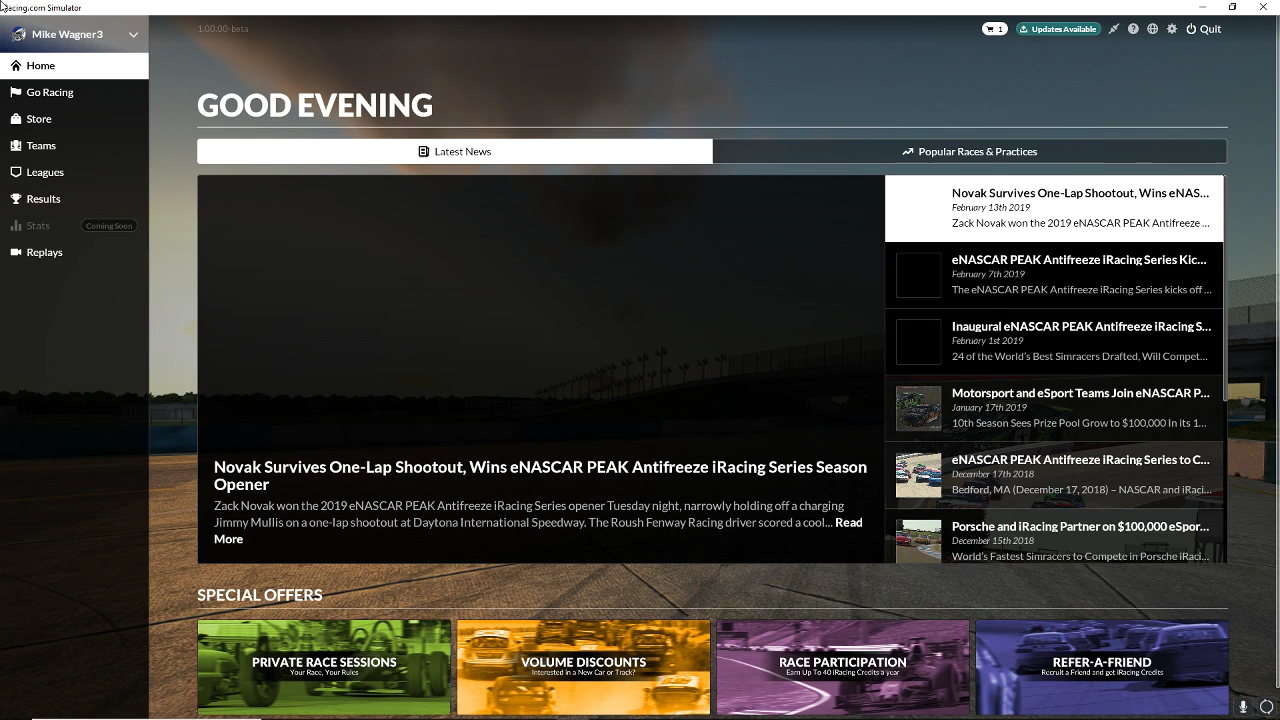 Racing.com Simulator
Mike Wagner3
1.00.00-beta
1
Updates Available
Quit
Home
Go Racing
Store
Teams
Leagues
Results
Stats
Coming Soon
Replays
GOOD EVENING
Latest News
Popular Races & Practices
Novak Survives One-Lap Shootout, Wins eNAS...
February 13th 2019
Zack Novak won the 2019 eNASCAR PEAK Antifreeze ...
eNASCAR PEAK Antifreeze iRacing Series Kic...
February 7th 2019
The eNASCAR PEAK Antifreeze iRacing Series kicks off ...
Inaugural eNASCAR PEAK Antifreeze iRacing S...
February 1st 2019
24 of the World's Best Simracers Drafted, Will Compet...
Motorsport and eSport Teams Join eNASCAR P...
January 17th 2019
10th Season Sees Prize Pool Grow to $100,000 In its 1...
eNASCAR PEAK Antifreeze iRacing Series to C...
December 17th 2018
Bedford, MA (December 17, 2018) – NASCAR and iRaci...
Porsche and iRacing Partner on $100,000 eSpor...
December 15th 2018
World's Fastest Simracers to Compete in Porsche iRaci...
Novak Survives One-Lap Shootout, Wins eNASCAR PEAK Antifreeze iRacing Series Season
Opener
Zack Novak won the 2019 eNASCAR PEAK Antifreeze iRacing Series opener Tuesday night, narrowly holding off a charging
Jimmy Mullis on a one-lap shootout at Daytona International Speedway. The Roush Fenway Racing driver scored a cool... Read
More
SPECIAL OFFERS
PRIVATE RACE SESSIONS
Your Race, Your Rules
VOLUME DISCOUNTS
Interested in a New Car or Track?
RACE PARTICIPATION
Earn Up To 40 iRacing Credits a year
REFER-A-FRIEND
Recruit a Friend and get iRacing Credits